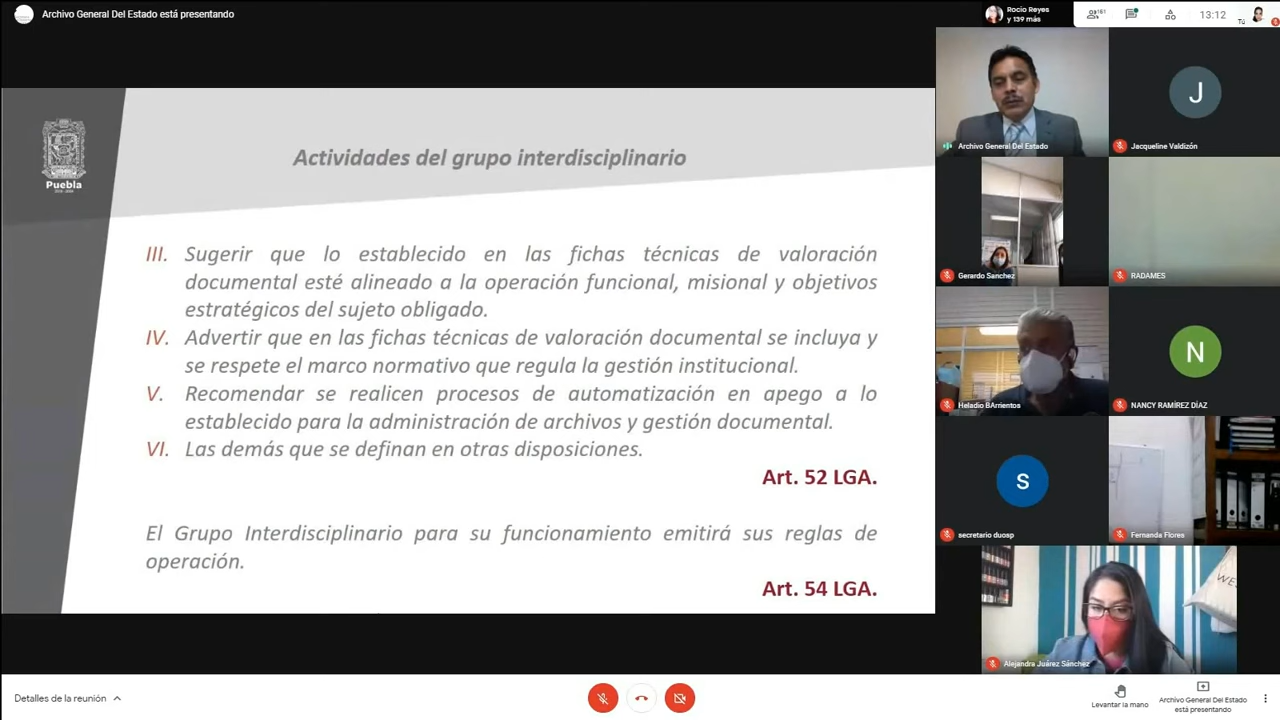 Archivo General Del Estado está presentando
Rocio Reyes
y 139 más
161
13:12
Tú
Puebla
Actividades del grupo interdisciplinario
III. Sugerir que lo establecido en las fichas técnicas de valoración
documental esté alineado a la operación funcional, misional y objetivos
estratégicos del sujeto obligado.
IV. Advertir que en las fichas técnicas de valoración documental se incluya y
se respete el marco normativo que regula la gestión institucional.
V. Recomendar se realicen procesos de automatización en apego a lo
establecido para la administración de archivos y gestión documental.
VI. Las demás que se definan en otras disposiciones.
Art. 52 LGA.
El Grupo Interdisciplinario para su funcionamiento emitirá sus reglas de
operación.
Art. 54 LGA.
Archivo General Del Estado
J
Jacqueline Valdizón
Gerardo Sanchez
RADAMES
Heladio BArrientos
N
NANCY RAMÍREZ DÍAZ
s
secretario duosp
Fernanda Flores
WE
Alejandra Juárez Sánchez
Detalles de la reunión
Levantar la mano
Archivo General Del Estado
está presentando